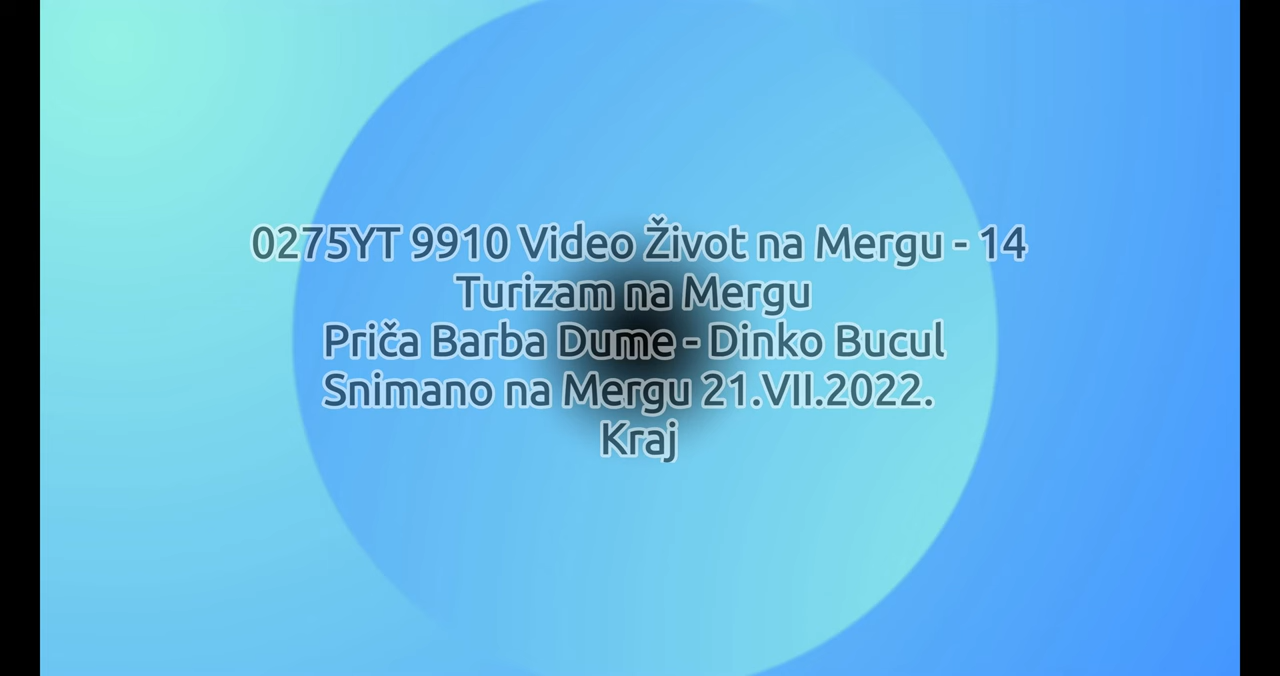 0275YT 9910 Video Život na Mergu - 14
Turizam na Mergu
Priča Barba Dume - Dinko Bucul
Snimano na Mergu 21.VII.2022.
Kraj